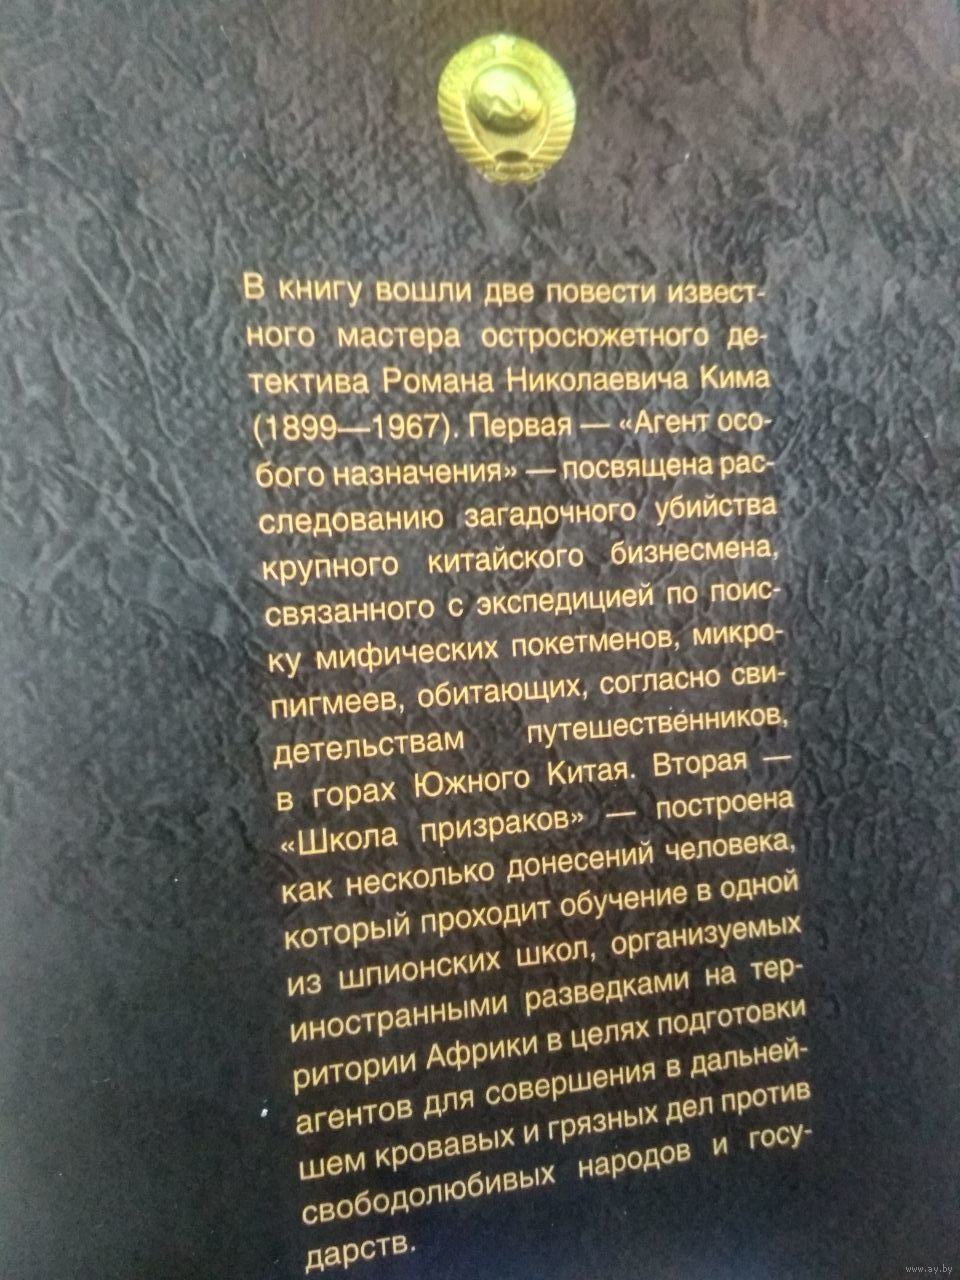 В книгу вошли две повести извест-
ного мастера остросюжетного де-
тектива Романа Николаевича Кима
(1899—1967). Первая — «Агент осо-
бого назначения» — посвящена рас-
следованию загадочного убийства
крупного китайского бизнесмена,
связанного с экспедицией по поис-
ку мифических покетменов, микро-
пигмеев, обитающих, согласно сви-
детельствам путешественников,
в горах Южного Китая. Вторая —
«Школа призраков» — построена
как несколько донесений человека,
который проходит обучение в одной
из шпионских школ, организуемых
иностранными разведками на тер-
ритории Африки в целях подготовки
агентов для совершения в дальней-
шем кровавых и грязных дел против
свободолюбивых народов и госу-
дарств.
www.ay.by